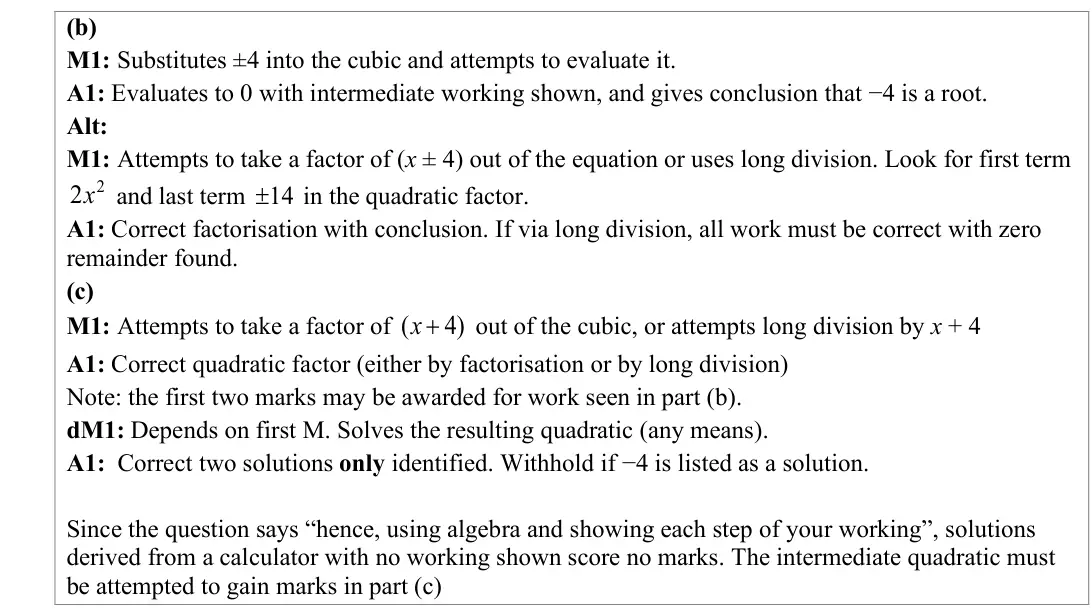 (b)
M1: Substitutes ±4 into the cubic and attempts to evaluate it.
A1: Evaluates to 0 with intermediate working shown, and gives conclusion that −4 is a root.
Alt:
M1: Attempts to take a factor of (x ± 4) out of the equation or uses long division. Look for first term
2x² and last term ±14 in the quadratic factor.
A1: Correct factorisation with conclusion. If via long division, all work must be correct with zero
remainder found.
(c)
M1: Attempts to take a factor of (x + 4) out of the cubic, or attempts long division by x + 4
A1: Correct quadratic factor (either by factorisation or by long division)
Note: the first two marks may be awarded for work seen in part (b).
dM1: Depends on first M. Solves the resulting quadratic (any means).
A1: Correct two solutions only identified. Withhold if −4 is listed as a solution.
Since the question says “hence, using algebra and showing each step of your working”, solutions
derived from a calculator with no working shown score no marks. The intermediate quadratic must
be attempted to gain marks in part (c)